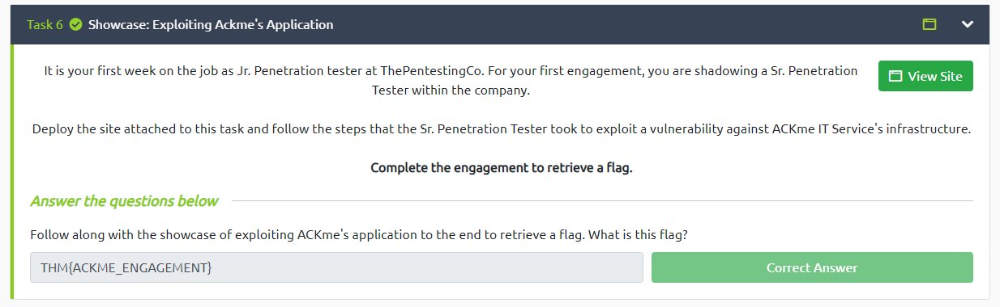 Task 6 Showcase: Exploiting Ackme's Application
It is your first week on the job as Jr. Penetration tester at ThePentestingCo. For your first engagement, you are shadowing a Sr. Penetration
Tester within the company.
View Site
Deploy the site attached to this task and follow the steps that the Sr. Penetration Tester took to exploit a vulnerability against ACKme IT Service's infrastructure.
Complete the engagement to retrieve a flag.
Answer the questions below
Follow along with the showcase of exploiting ACKme's application to the end to retrieve a flag. What is this flag?
THM{ACKME_ENGAGEMENT}
Correct Answer